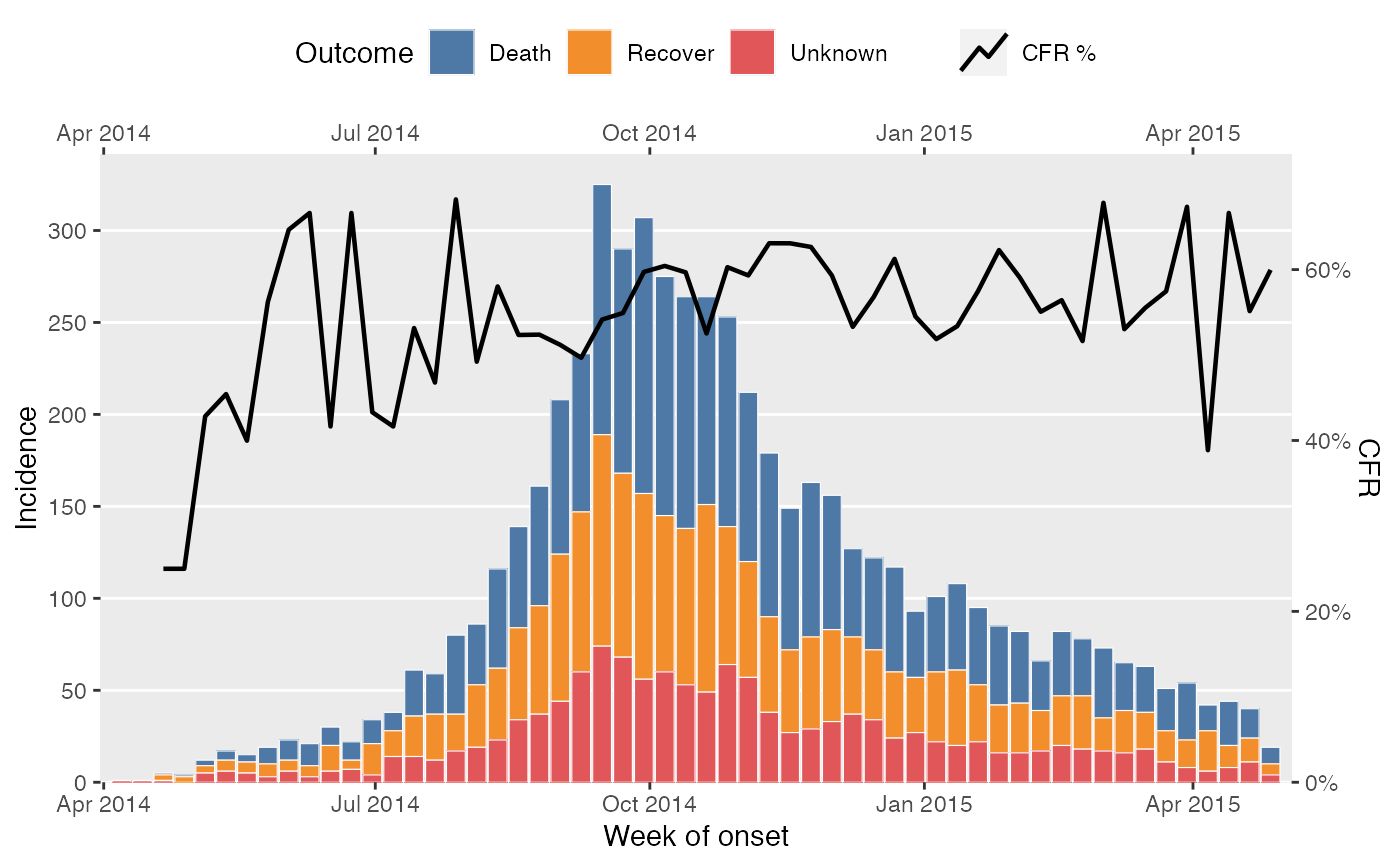 Outcome Death Recover Unknown CFR %
Apr 2014 Jul 2014 Oct 2014 Jan 2015 Apr 2015
300
250
200
150
100
50
0
Incidence
60%
40%
20%
0%
CFR
Apr 2014 Jul 2014 Oct 2014 Jan 2015 Apr 2015
Week of onset